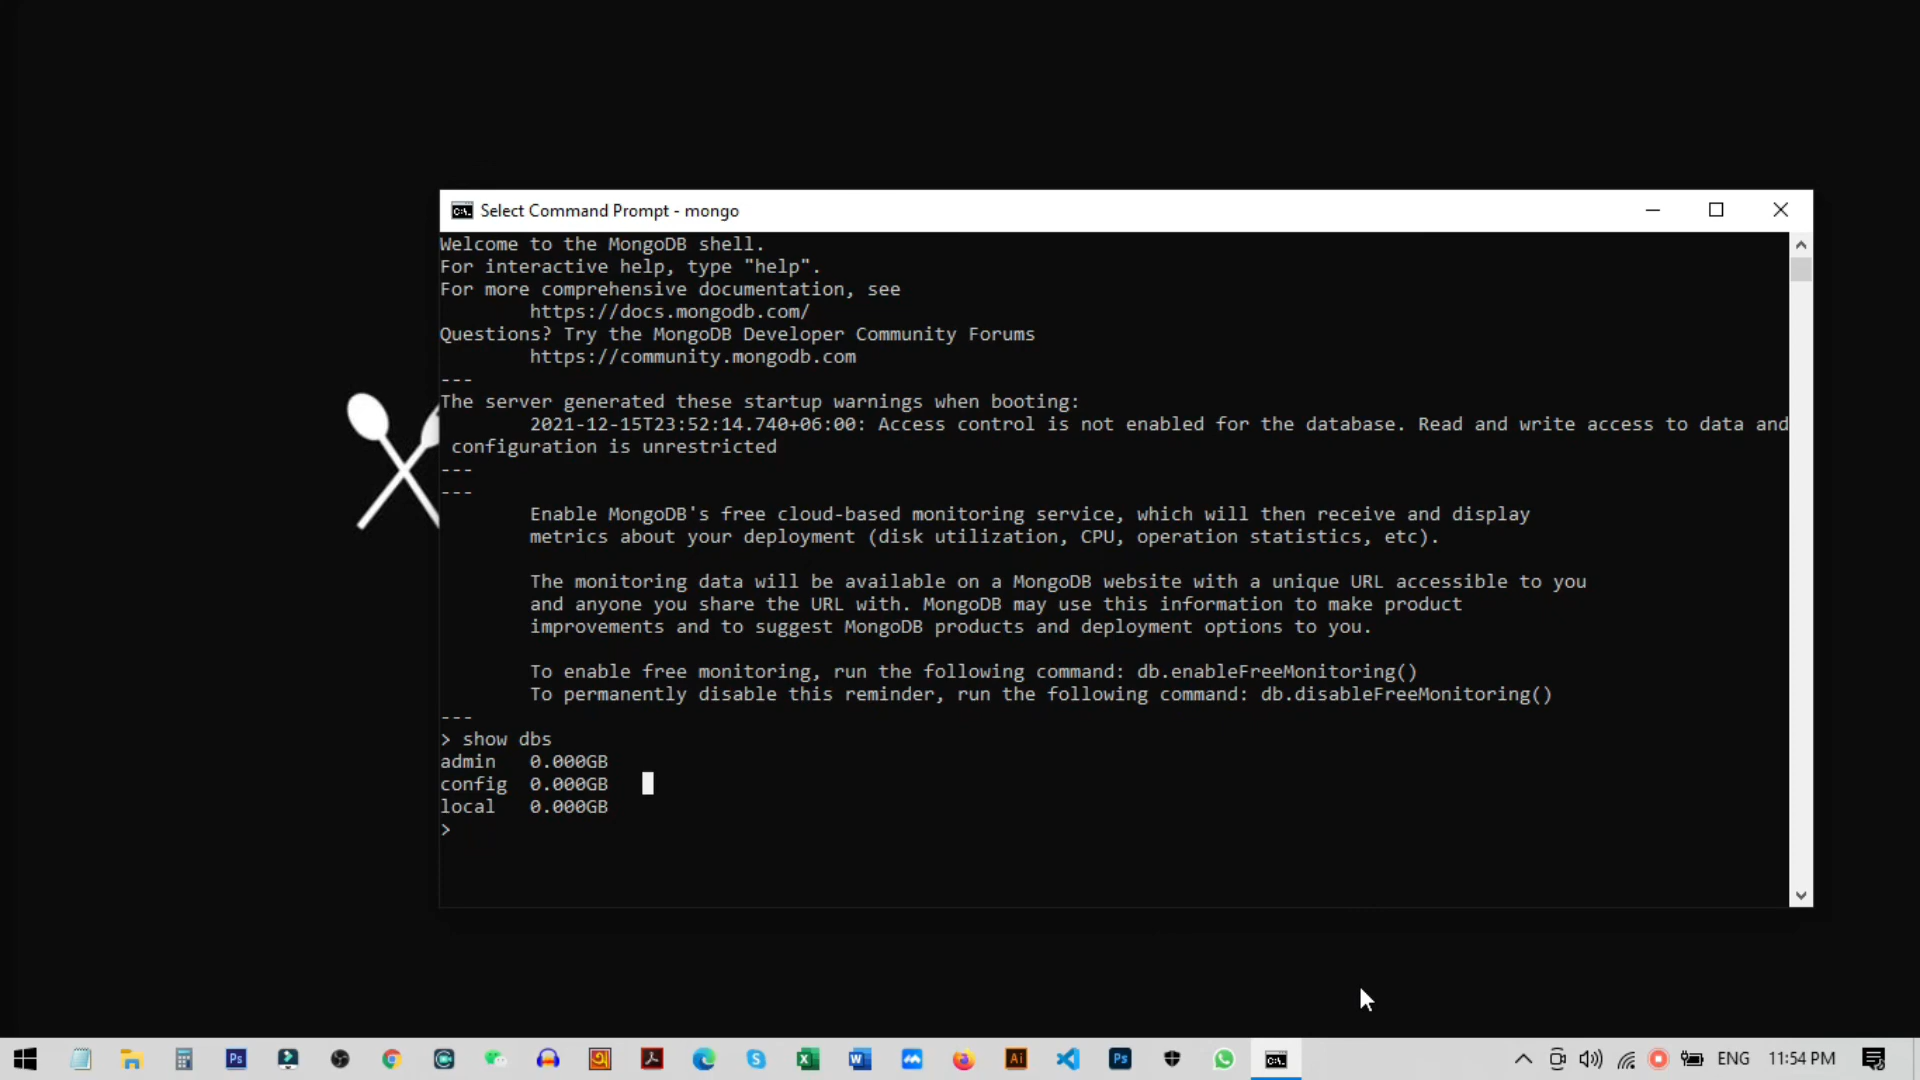 Select Command Prompt - mongo
Welcome to the MongoDB shell.
For interactive help, type "help".
For more comprehensive documentation, see
https://docs.mongodb.com/
Questions? Try the MongoDB Developer Community Forums
https://community.mongodb.com
---
The server generated these startup warnings when booting:
2021-12-15T23:52:14.740+06:00: Access control is not enabled for the database. Read and write access to data and
configuration is unrestricted
---
---
Enable MongoDB's free cloud-based monitoring service, which will then receive and display
metrics about your deployment (disk utilization, CPU, operation statistics, etc).
The monitoring data will be available on a MongoDB website with a unique URL accessible to you
and anyone you share the URL with. MongoDB may use this information to make product
improvements and to suggest MongoDB products and deployment options to you.
To enable free monitoring, run the following command: db.enableFreeMonitoring()
To permanently disable this reminder, run the following command: db.disableFreeMonitoring()
---
> show dbs
admin 0.000GB
config 0.000GB
local 0.000GB
>
ENG 11:54 PM